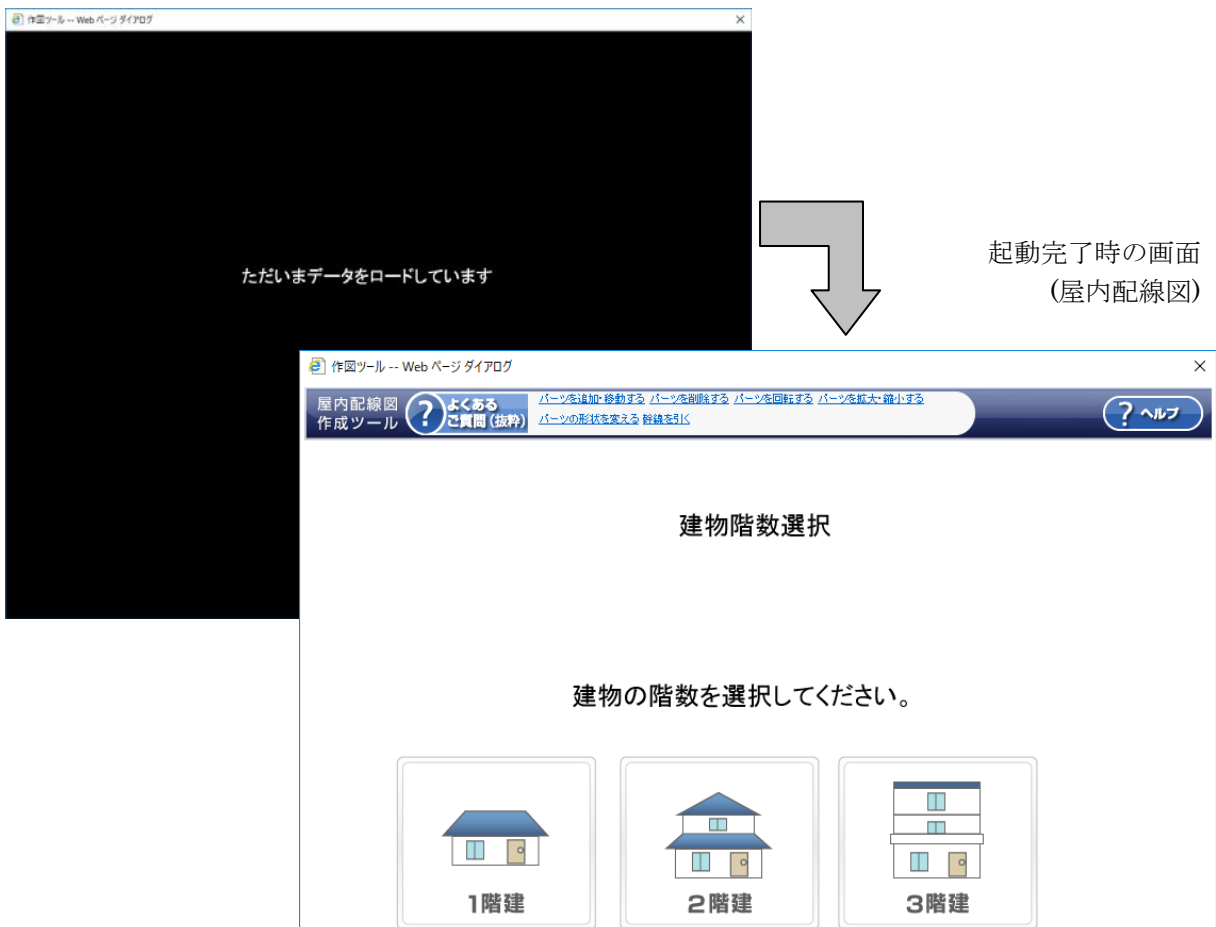 作図ツール -- Web ページ ダイアログ
ただいまデータをロードしています
起動完了時の画面
(屋内配線図)
作図ツール -- Web ページ ダイアログ
屋内配線図
作成ツール
? よくある
ご質問(抜粋)
パーツを追加・移動する パーツを削除する パーツを回転する パーツを拡大・縮小する
パーツの形状を変える 幹線を引く
? ヘルプ
建物階数選択
建物の階数を選択してください。
1階建 2階建 3階建